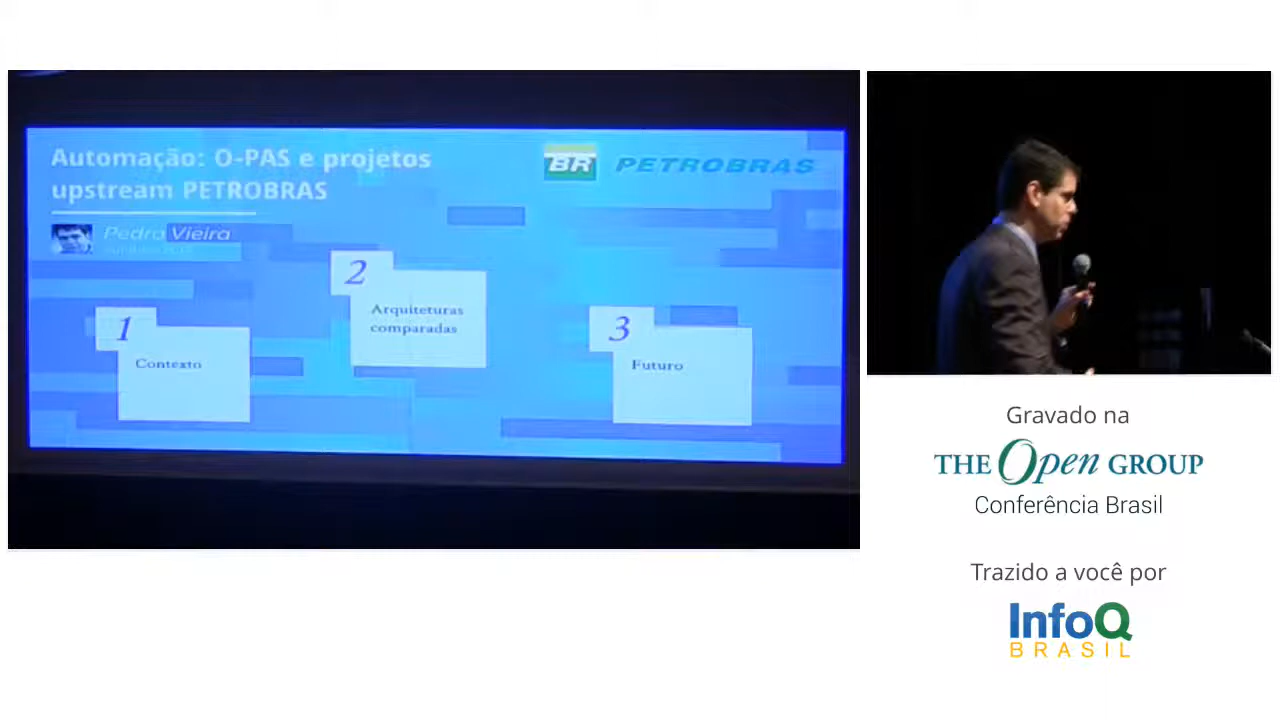 Automação: O-PAS e projetos
upstream PETROBRAS
BR PETROBRAS
Pedro Vieira
1
Contexto
2
Arquiteturas
comparadas
3
Futuro
Gravado na
THE Open GROUP
Conferência Brasil
Trazido a você por
InfoQ
BRASIL